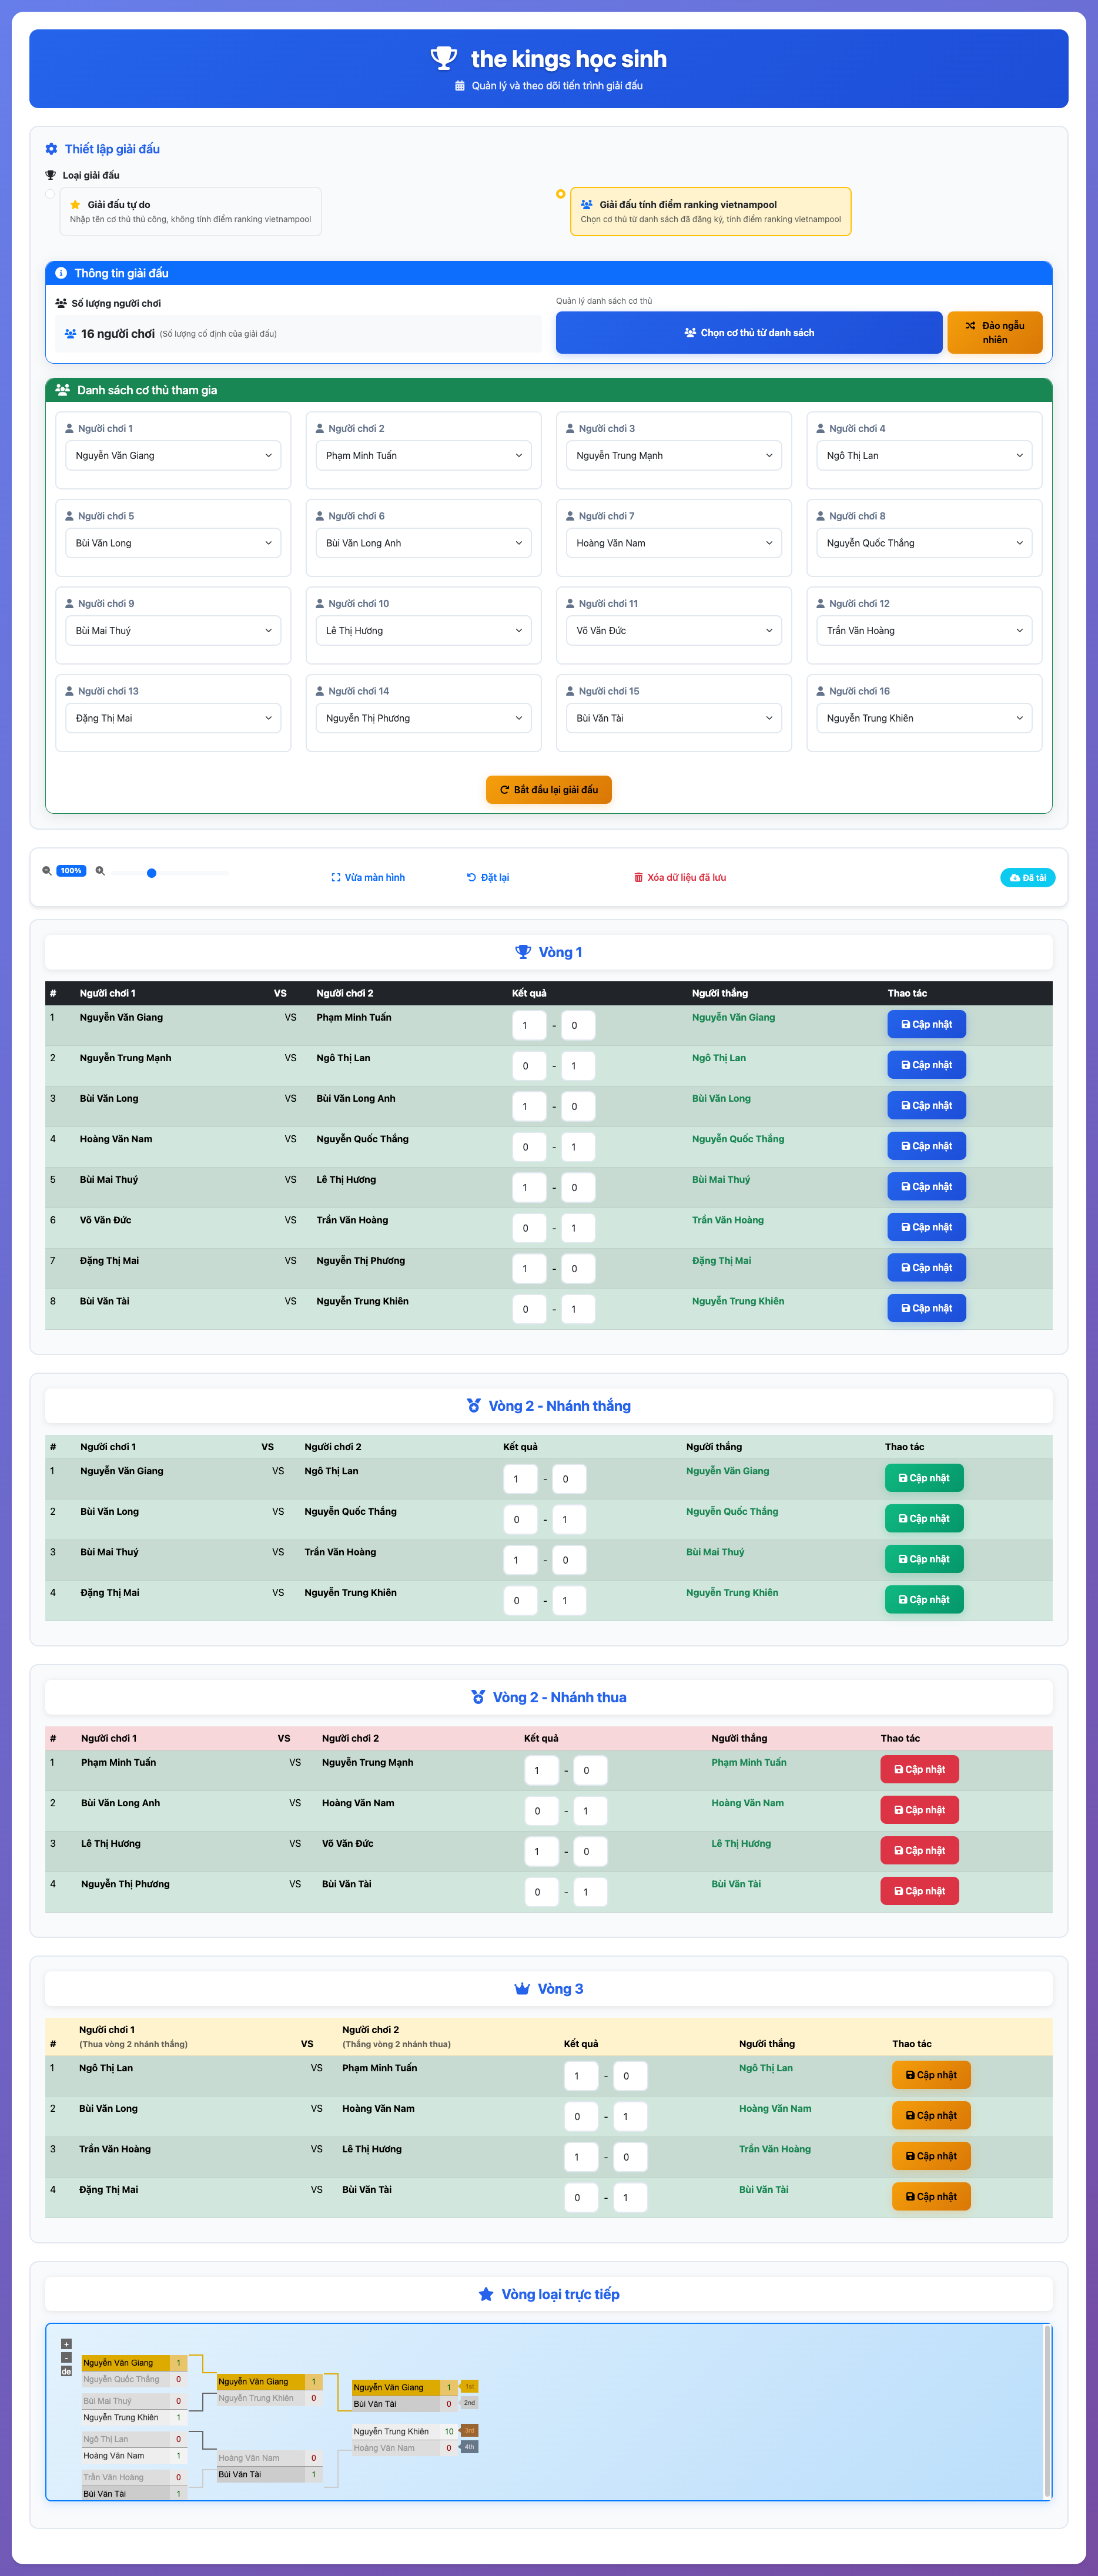 the kings học sinh
Quản lý và theo dõi tiến trình giải đấu
Thiết lập giải đấu
Loại giải đấu
Giải đấu tự do
Nhập tên cơ thủ thủ công, không tính điểm ranking vietnampool
Giải đấu tính điểm ranking vietnampool
Chọn cơ thủ từ danh sách đã đăng ký, tính điểm ranking vietnampool
Thông tin giải đấu
Số lượng người chơi
16 người chơi (Số lượng cố định của giải đấu)
Quản lý danh sách cơ thủ
Chọn cơ thủ từ danh sách
Đảo ngẫu
nhiên
Danh sách cơ thủ tham gia
Người chơi 1
Nguyễn Văn Giang
Người chơi 2
Phạm Minh Tuấn
Người chơi 3
Nguyễn Trung Mạnh
Người chơi 4
Ngô Thị Lan
Người chơi 5
Bùi Văn Long
Người chơi 6
Bùi Văn Long Anh
Người chơi 7
Hoàng Văn Nam
Người chơi 8
Nguyễn Quốc Thắng
Người chơi 9
Bùi Mai Thuý
Người chơi 10
Lê Thị Hương
Người chơi 11
Võ Văn Đức
Người chơi 12
Trần Văn Hoàng
Người chơi 13
Đặng Thị Mai
Người chơi 14
Nguyễn Thị Phương
Người chơi 15
Bùi Văn Tài
Người chơi 16
Nguyễn Trung Khiên
Bắt đầu lại giải đấu
100% Vừa màn hình Đặt lại Xóa dữ liệu đã lưu Đã tải
Vòng 1
# Người chơi 1 VS Người chơi 2 Kết quả Người thắng Thao tác
1 Nguyễn Văn Giang VS Phạm Minh Tuấn 1 - 0 Nguyễn Văn Giang Cập nhật
2 Nguyễn Trung Mạnh VS Ngô Thị Lan 0 - 1 Ngô Thị Lan Cập nhật
3 Bùi Văn Long VS Bùi Văn Long Anh 1 - 0 Bùi Văn Long Cập nhật
4 Hoàng Văn Nam VS Nguyễn Quốc Thắng 0 - 1 Nguyễn Quốc Thắng Cập nhật
5 Bùi Mai Thuý VS Lê Thị Hương 1 - 0 Bùi Mai Thuý Cập nhật
6 Võ Văn Đức VS Trần Văn Hoàng 0 - 1 Trần Văn Hoàng Cập nhật
7 Đặng Thị Mai VS Nguyễn Thị Phương 1 - 0 Đặng Thị Mai Cập nhật
8 Bùi Văn Tài VS Nguyễn Trung Khiên 0 - 1 Nguyễn Trung Khiên Cập nhật
Vòng 2 - Nhánh thắng
# Người chơi 1 VS Người chơi 2 Kết quả Người thắng Thao tác
1 Nguyễn Văn Giang VS Ngô Thị Lan 1 - 0 Nguyễn Văn Giang Cập nhật
2 Bùi Văn Long VS Nguyễn Quốc Thắng 0 - 1 Nguyễn Quốc Thắng Cập nhật
3 Bùi Mai Thuý VS Trần Văn Hoàng 1 - 0 Bùi Mai Thuý Cập nhật
4 Đặng Thị Mai VS Nguyễn Trung Khiên 0 - 1 Nguyễn Trung Khiên Cập nhật
Vòng 2 - Nhánh thua
# Người chơi 1 VS Người chơi 2 Kết quả Người thắng Thao tác
1 Phạm Minh Tuấn VS Nguyễn Trung Mạnh 1 - 0 Phạm Minh Tuấn Cập nhật
2 Bùi Văn Long Anh VS Hoàng Văn Nam 0 - 1 Hoàng Văn Nam Cập nhật
3 Lê Thị Hương VS Võ Văn Đức 1 - 0 Lê Thị Hương Cập nhật
4 Nguyễn Thị Phương VS Bùi Văn Tài 0 - 1 Bùi Văn Tài Cập nhật
Vòng 3
Người chơi 1 Người chơi 2
# (Thua vòng 2 nhánh thắng) VS (Thắng vòng 2 nhánh thua) Kết quả Người thắng Thao tác
1 Ngô Thị Lan VS Phạm Minh Tuấn 1 - 0 Ngô Thị Lan Cập nhật
2 Bùi Văn Long VS Hoàng Văn Nam 0 - 1 Hoàng Văn Nam Cập nhật
3 Trần Văn Hoàng VS Lê Thị Hương 1 - 0 Trần Văn Hoàng Cập nhật
4 Đặng Thị Mai VS Bùi Văn Tài 0 - 1 Bùi Văn Tài Cập nhật
Vòng loại trực tiếp
+
-
de
Nguyễn Văn Giang 1
Nguyễn Quốc Thắng 0
Bùi Mai Thuý 0
Nguyễn Trung Khiên 1
Ngô Thị Lan 0
Hoàng Văn Nam 1
Trần Văn Hoàng 0
Bùi Văn Tài 1
Nguyễn Văn Giang 1
Nguyễn Trung Khiên 0
Hoàng Văn Nam 0
Bùi Văn Tài 1
Nguyễn Văn Giang 1 1st
Bùi Văn Tài 0 2nd
Nguyễn Trung Khiên 10 3rd
Hoàng Văn Nam 0 4th